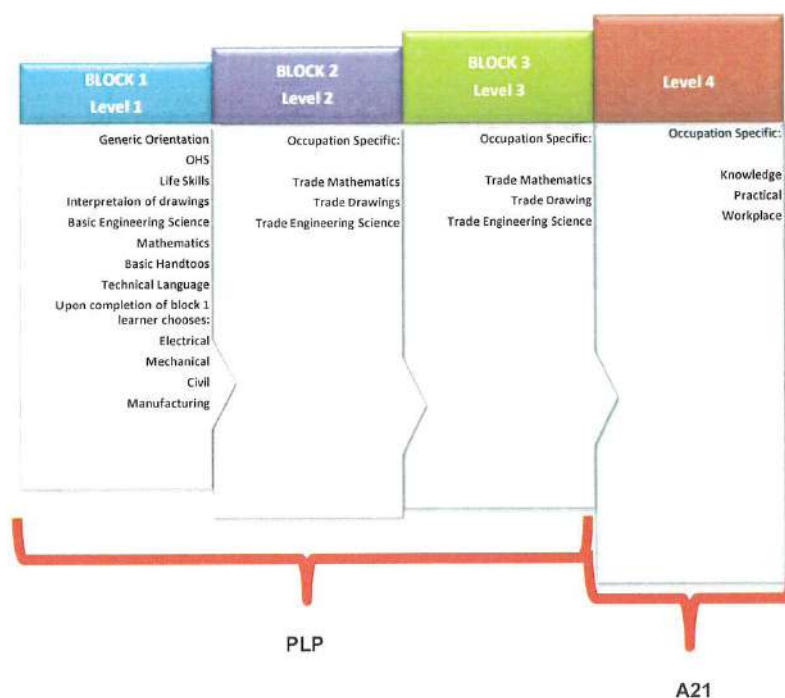 BLOCK 1
Level 1
Generic Orientation
OHS
Life Skills
Interpretaion of drawings
Basic Engineering Science
Mathematics
Basic Handtoos
Technical Language
Upon completion of block 1
learner chooses:
Electrical
Mechanical
Civil
Manufacturing
BLOCK 2
Level 2
Occupation Specific:
Trade Mathematics
Trade Drawings
Trade Engineering Science
BLOCK 3
Level 3
Occupation Specific:
Trade Mathematics
Trade Drawing
Trade Engineering Science
Level 4
Occupation Specific:
Knowledge
Practical
Workplace
PLP
A21